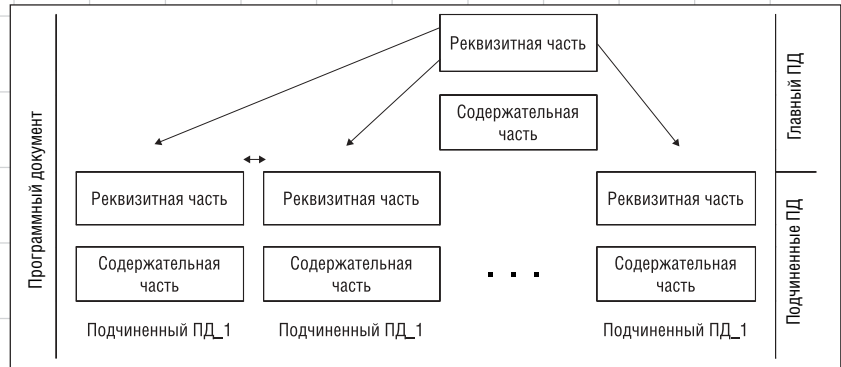 Программный документ
Реквизитная часть
Содержательная
часть
Главный ПД
Реквизитная часть
Реквизитная часть
Реквизитная часть
Содержательная
часть
Содержательная
часть
Содержательная
часть
Подчиненный ПД_1
Подчиненный ПД_1
Подчиненный ПД_1
Подчиненные ПД